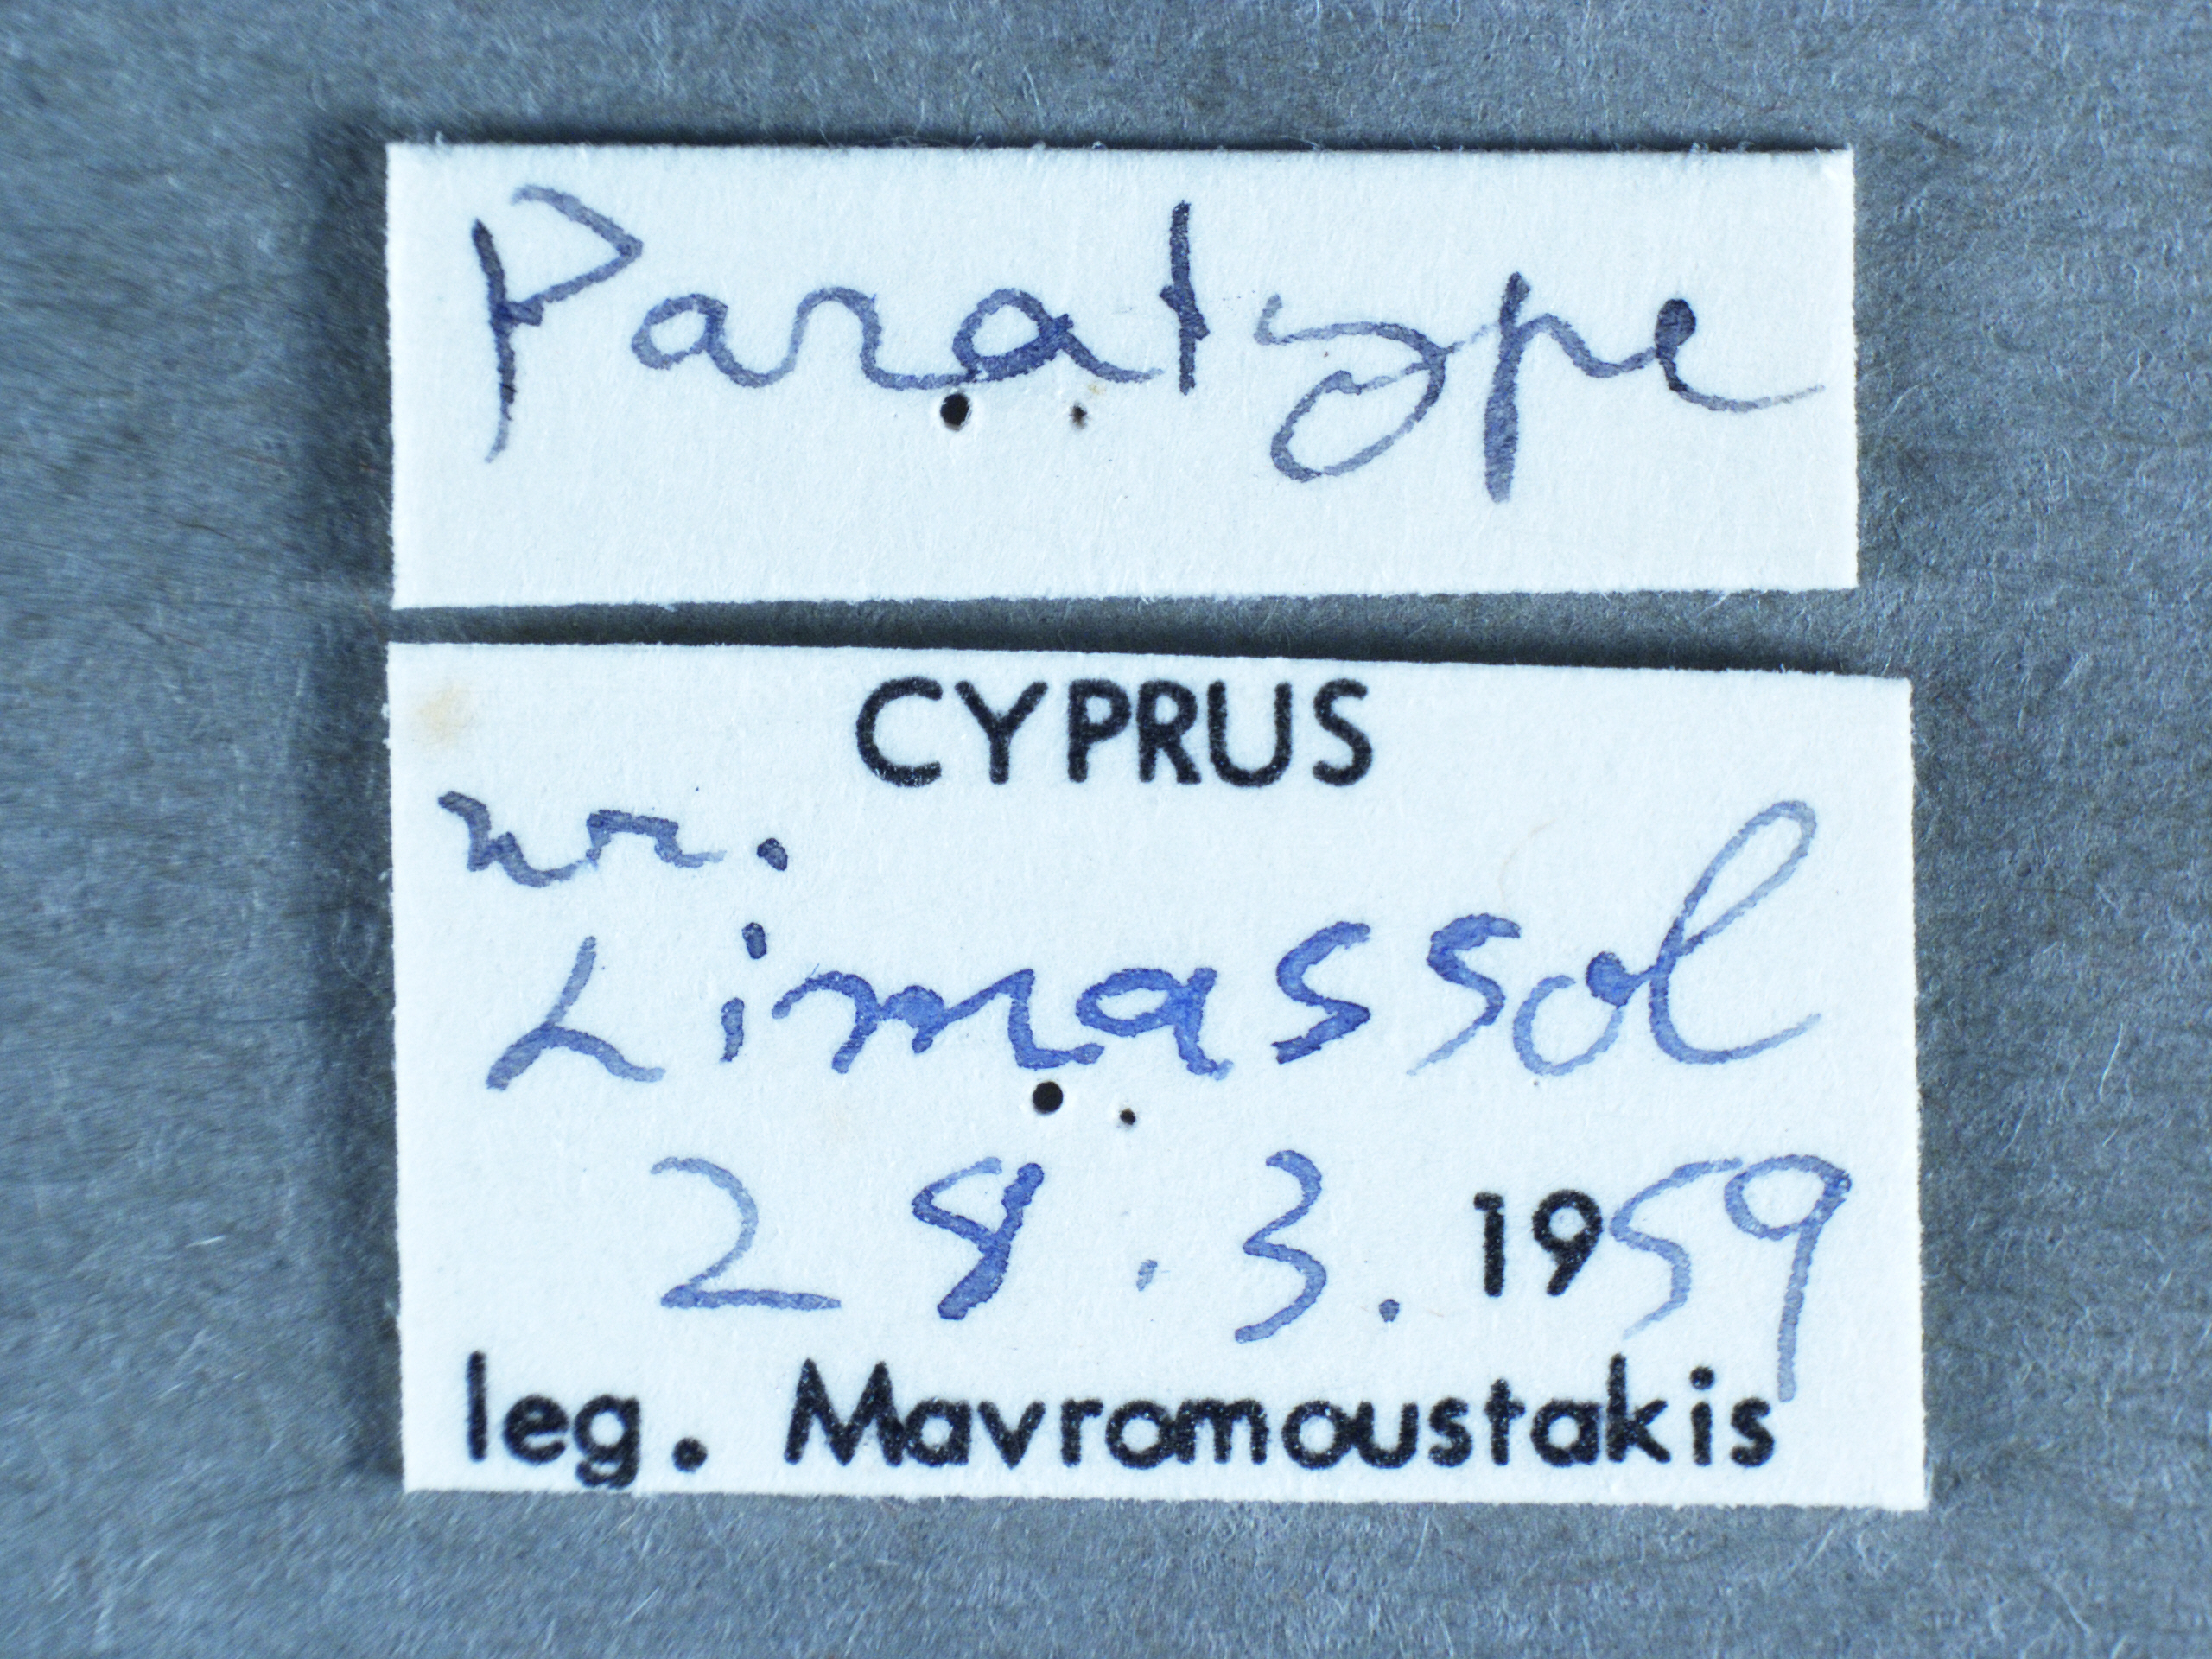 Paratype
CYPRUS
nr.
Limassol
28.3.1959
leg. Mavromoustakis